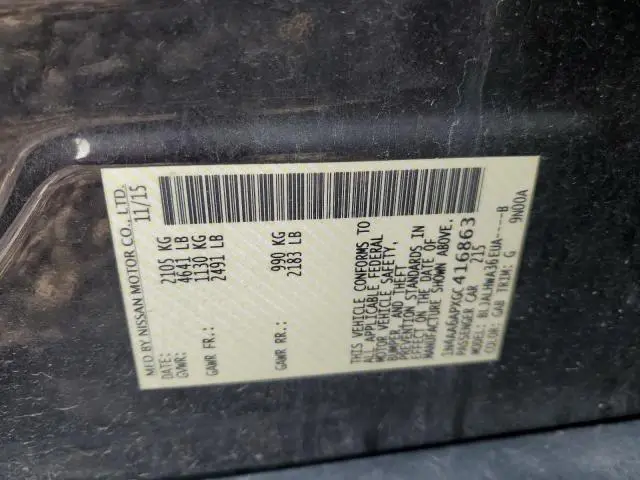 MFD BY NISSAN MOTOR CO., LTD.
DATE: 11/15
GVWR: 2105 KG
4641 LB
GAWR FR: 1130 KG
2491 LB
GAWR RR: 990 KG
2183 LB
THIS VEHICLE CONFORMS TO
ALL APPLICABLE FEDERAL
MOTOR VEHICLE SAFETY,
BUMPER, AND THEFT
PREVENTION STANDARDS IN
EFFECT ON THE DATE OF
MANUFACTURE SHOWN ABOVE.
1N4AA6APXGC416863
PASSENGER CAR 215
MODEL: BLJALHWA36EUA----B
COLOR: GAB TRIM: G 9N00A